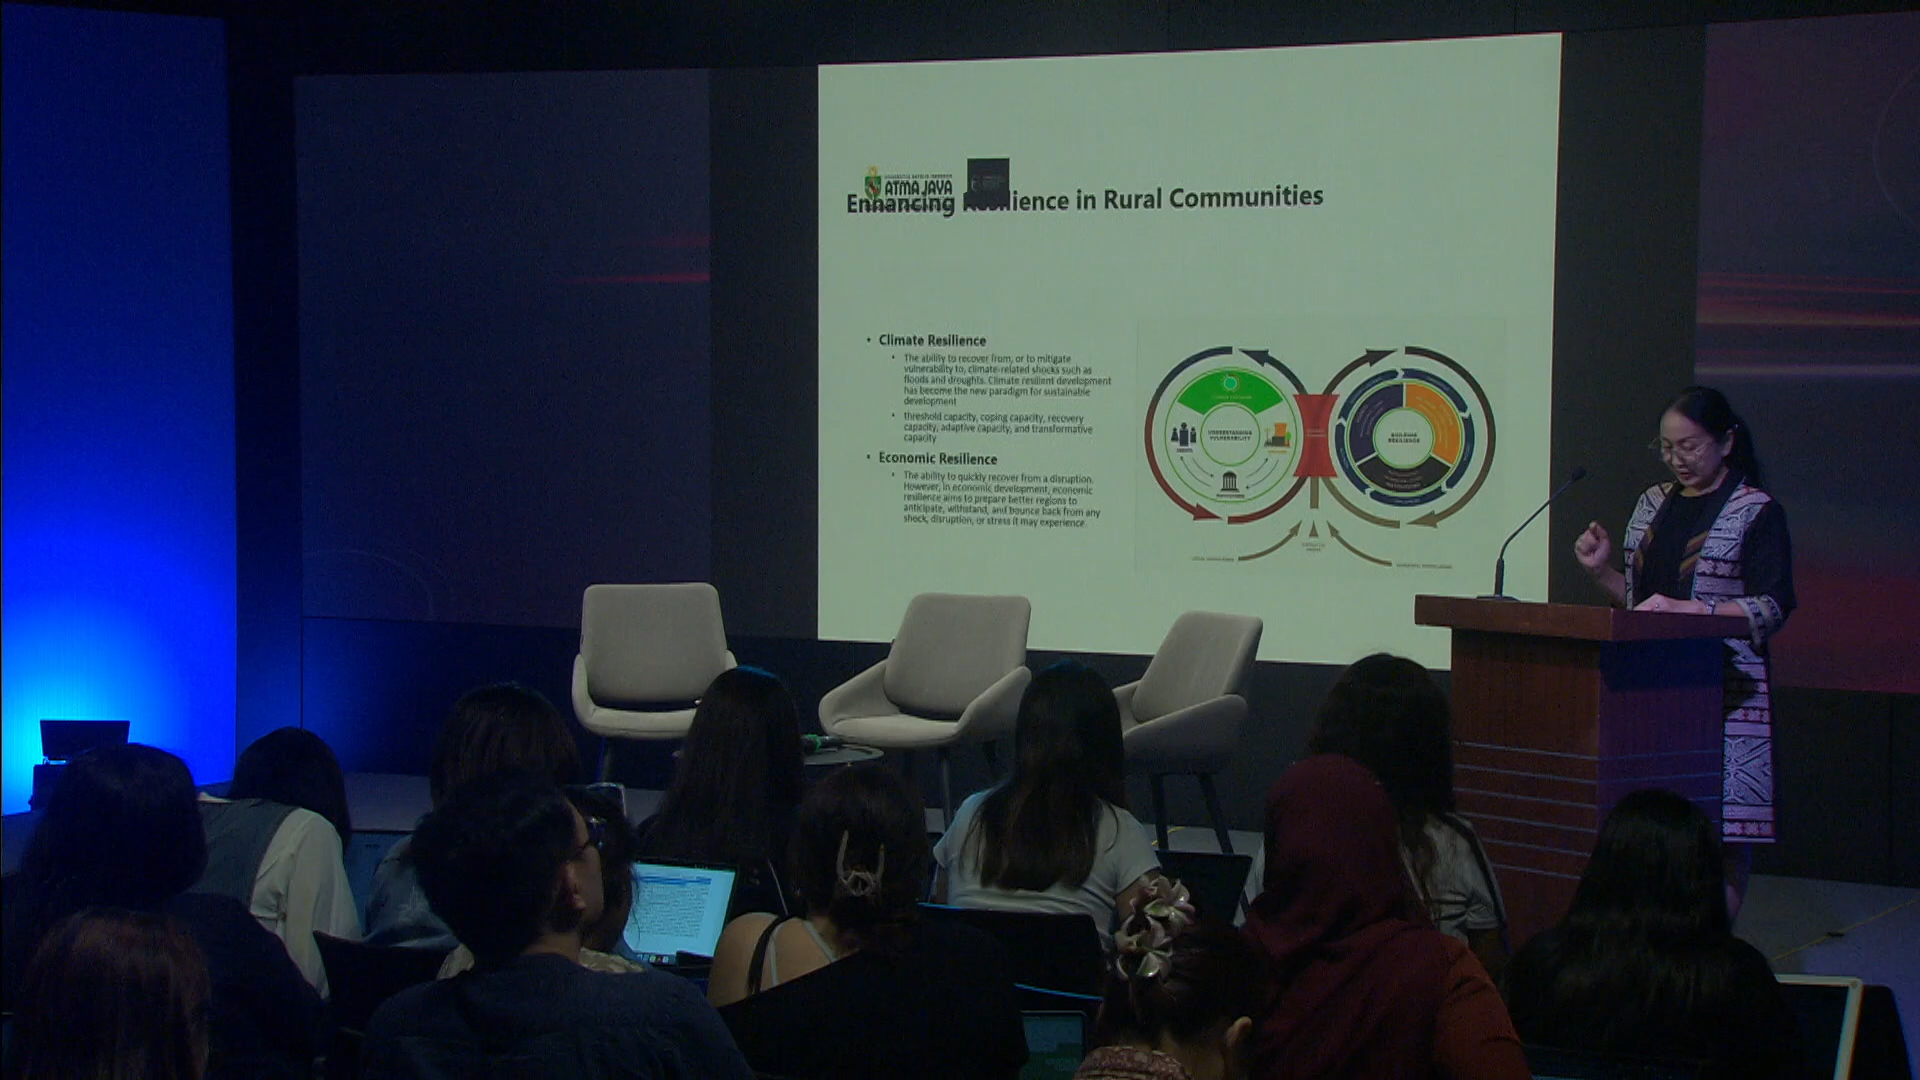 ATMA JAYA
Enhancing Resilience in Rural Communities
• Climate Resilience
• The ability to recover from, or to mitigate
vulnerability to, climate-related shocks such as
floods and droughts. Climate resilient development
has become the new paradigm for sustainable
development
• threshold capacity, coping capacity, recovery
capacity, adaptive capacity, and transformative
capacity
• Economic Resilience
• The ability to quickly recover from a disruption.
However, in economic development, economic
resilience aims to prepare better regions to
anticipate, withstand, and bounce back from any
shock, disruption, or stress it may experience.
UNDERSTANDING
VULNERABILITY
BUILDING
RESILIENCE